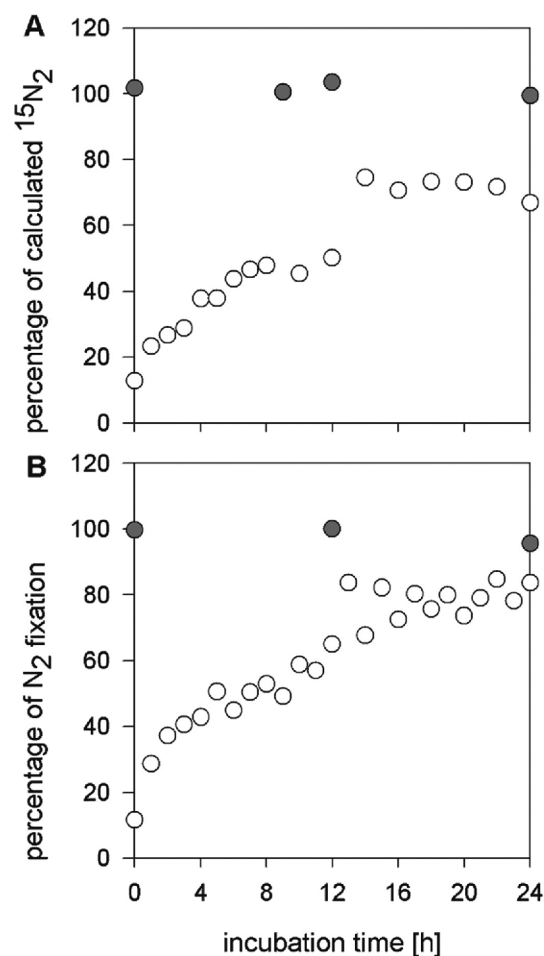 A
120
100
80
60
40
20
0
percentage of calculated ¹⁵N₂
B
120
100
80
60
40
20
0
percentage of N₂ fixation
0 4 8 12 16 20 24
incubation time [h]